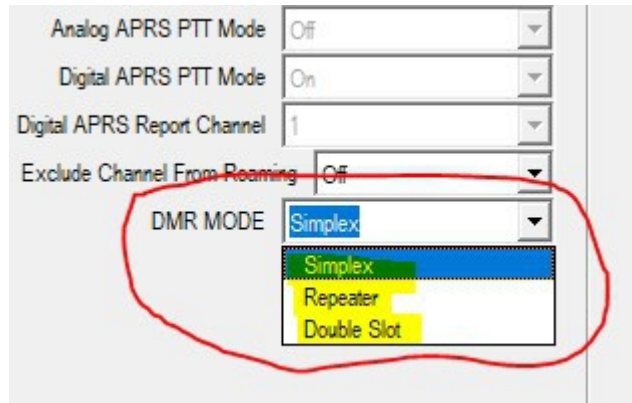 Analog APRS PTT Mode Off
Digital APRS PTT Mode On
Digital APRS Report Channel 1
Exclude Channel From Roaming Off
DMR MODE Simplex
Simplex
Repeater
Double Slot